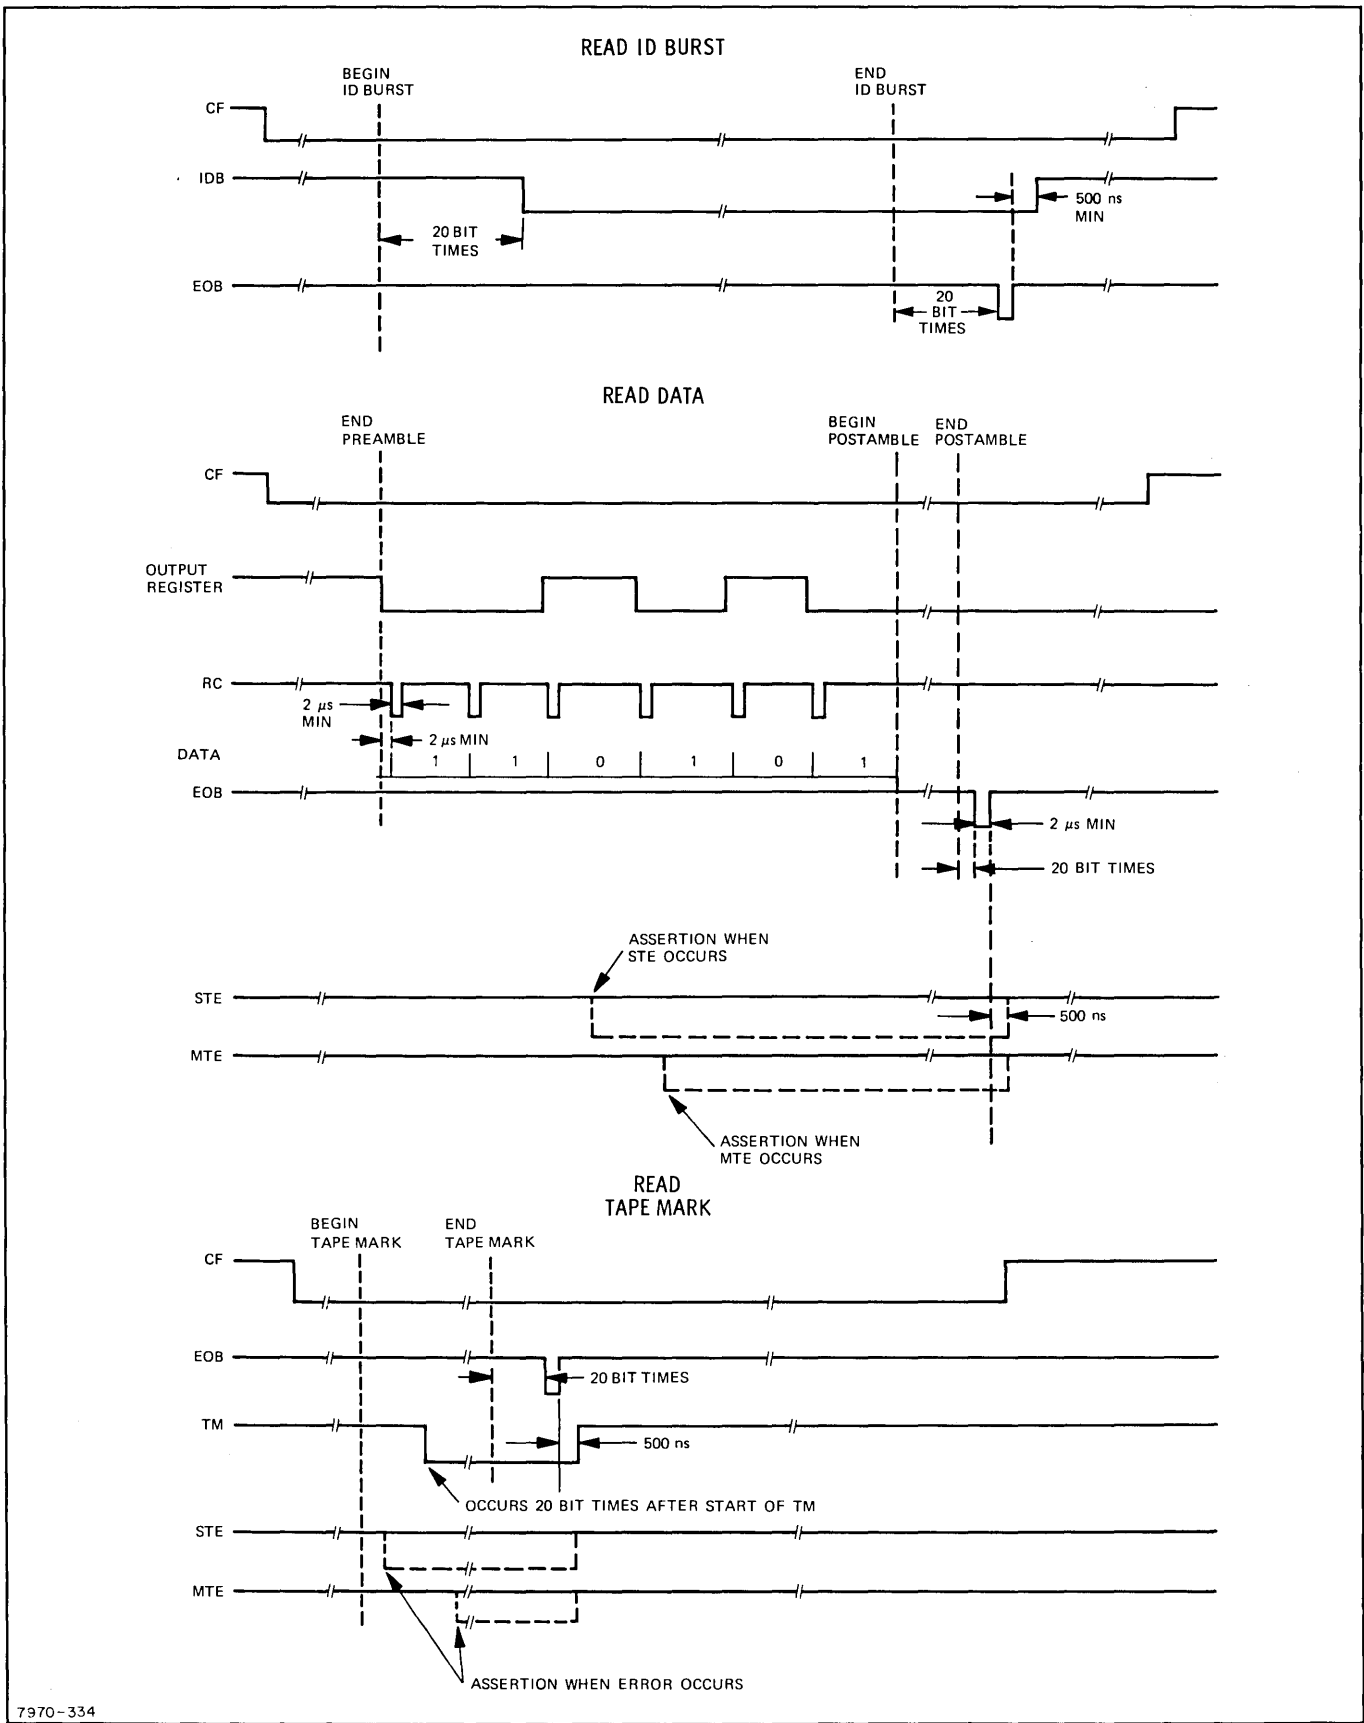 READ ID BURST
BEGIN
ID BURST
END
ID BURST
CF
IDB
500 ns
MIN
20 BIT
TIMES
EOB
20
BIT
TIMES
READ DATA
END
PREAMBLE
BEGIN
POSTAMBLE
END
POSTAMBLE
CF
OUTPUT
REGISTER
RC
2 μs
MIN
2 μs MIN
DATA
1 1 0 1 0 1
EOB
2 μs MIN
20 BIT TIMES
ASSERTION WHEN
STE OCCURS
STE
500 ns
MTE
ASSERTION WHEN
MTE OCCURS
READ
TAPE MARK
BEGIN
TAPE MARK
END
TAPE MARK
CF
EOB
20 BIT TIMES
TM
500 ns
OCCURS 20 BIT TIMES AFTER START OF TM
STE
MTE
ASSERTION WHEN ERROR OCCURS
7970-334